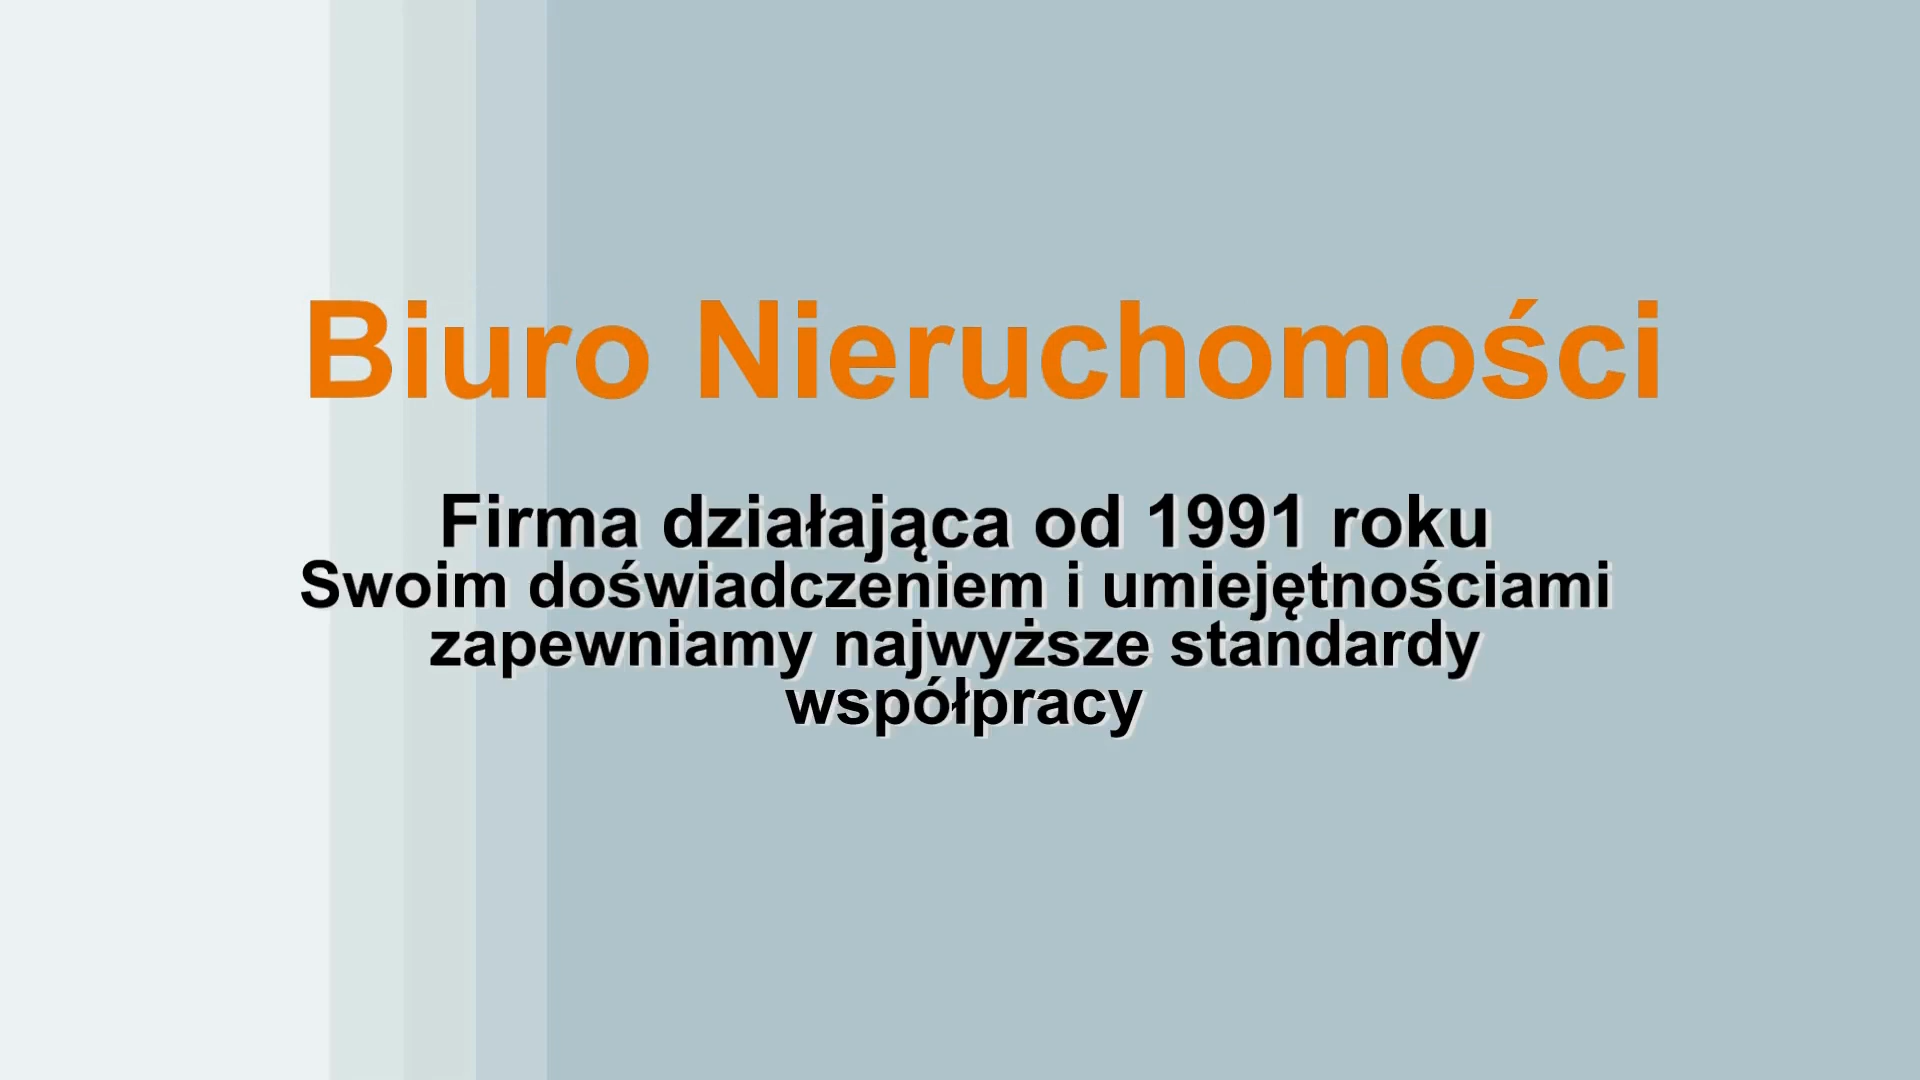 Biuro Nieruchomości
Firma działająca od 1991 roku
Swoim doświadczeniem i umiejętnościami
zapewniamy najwyższe standardy
współpracy